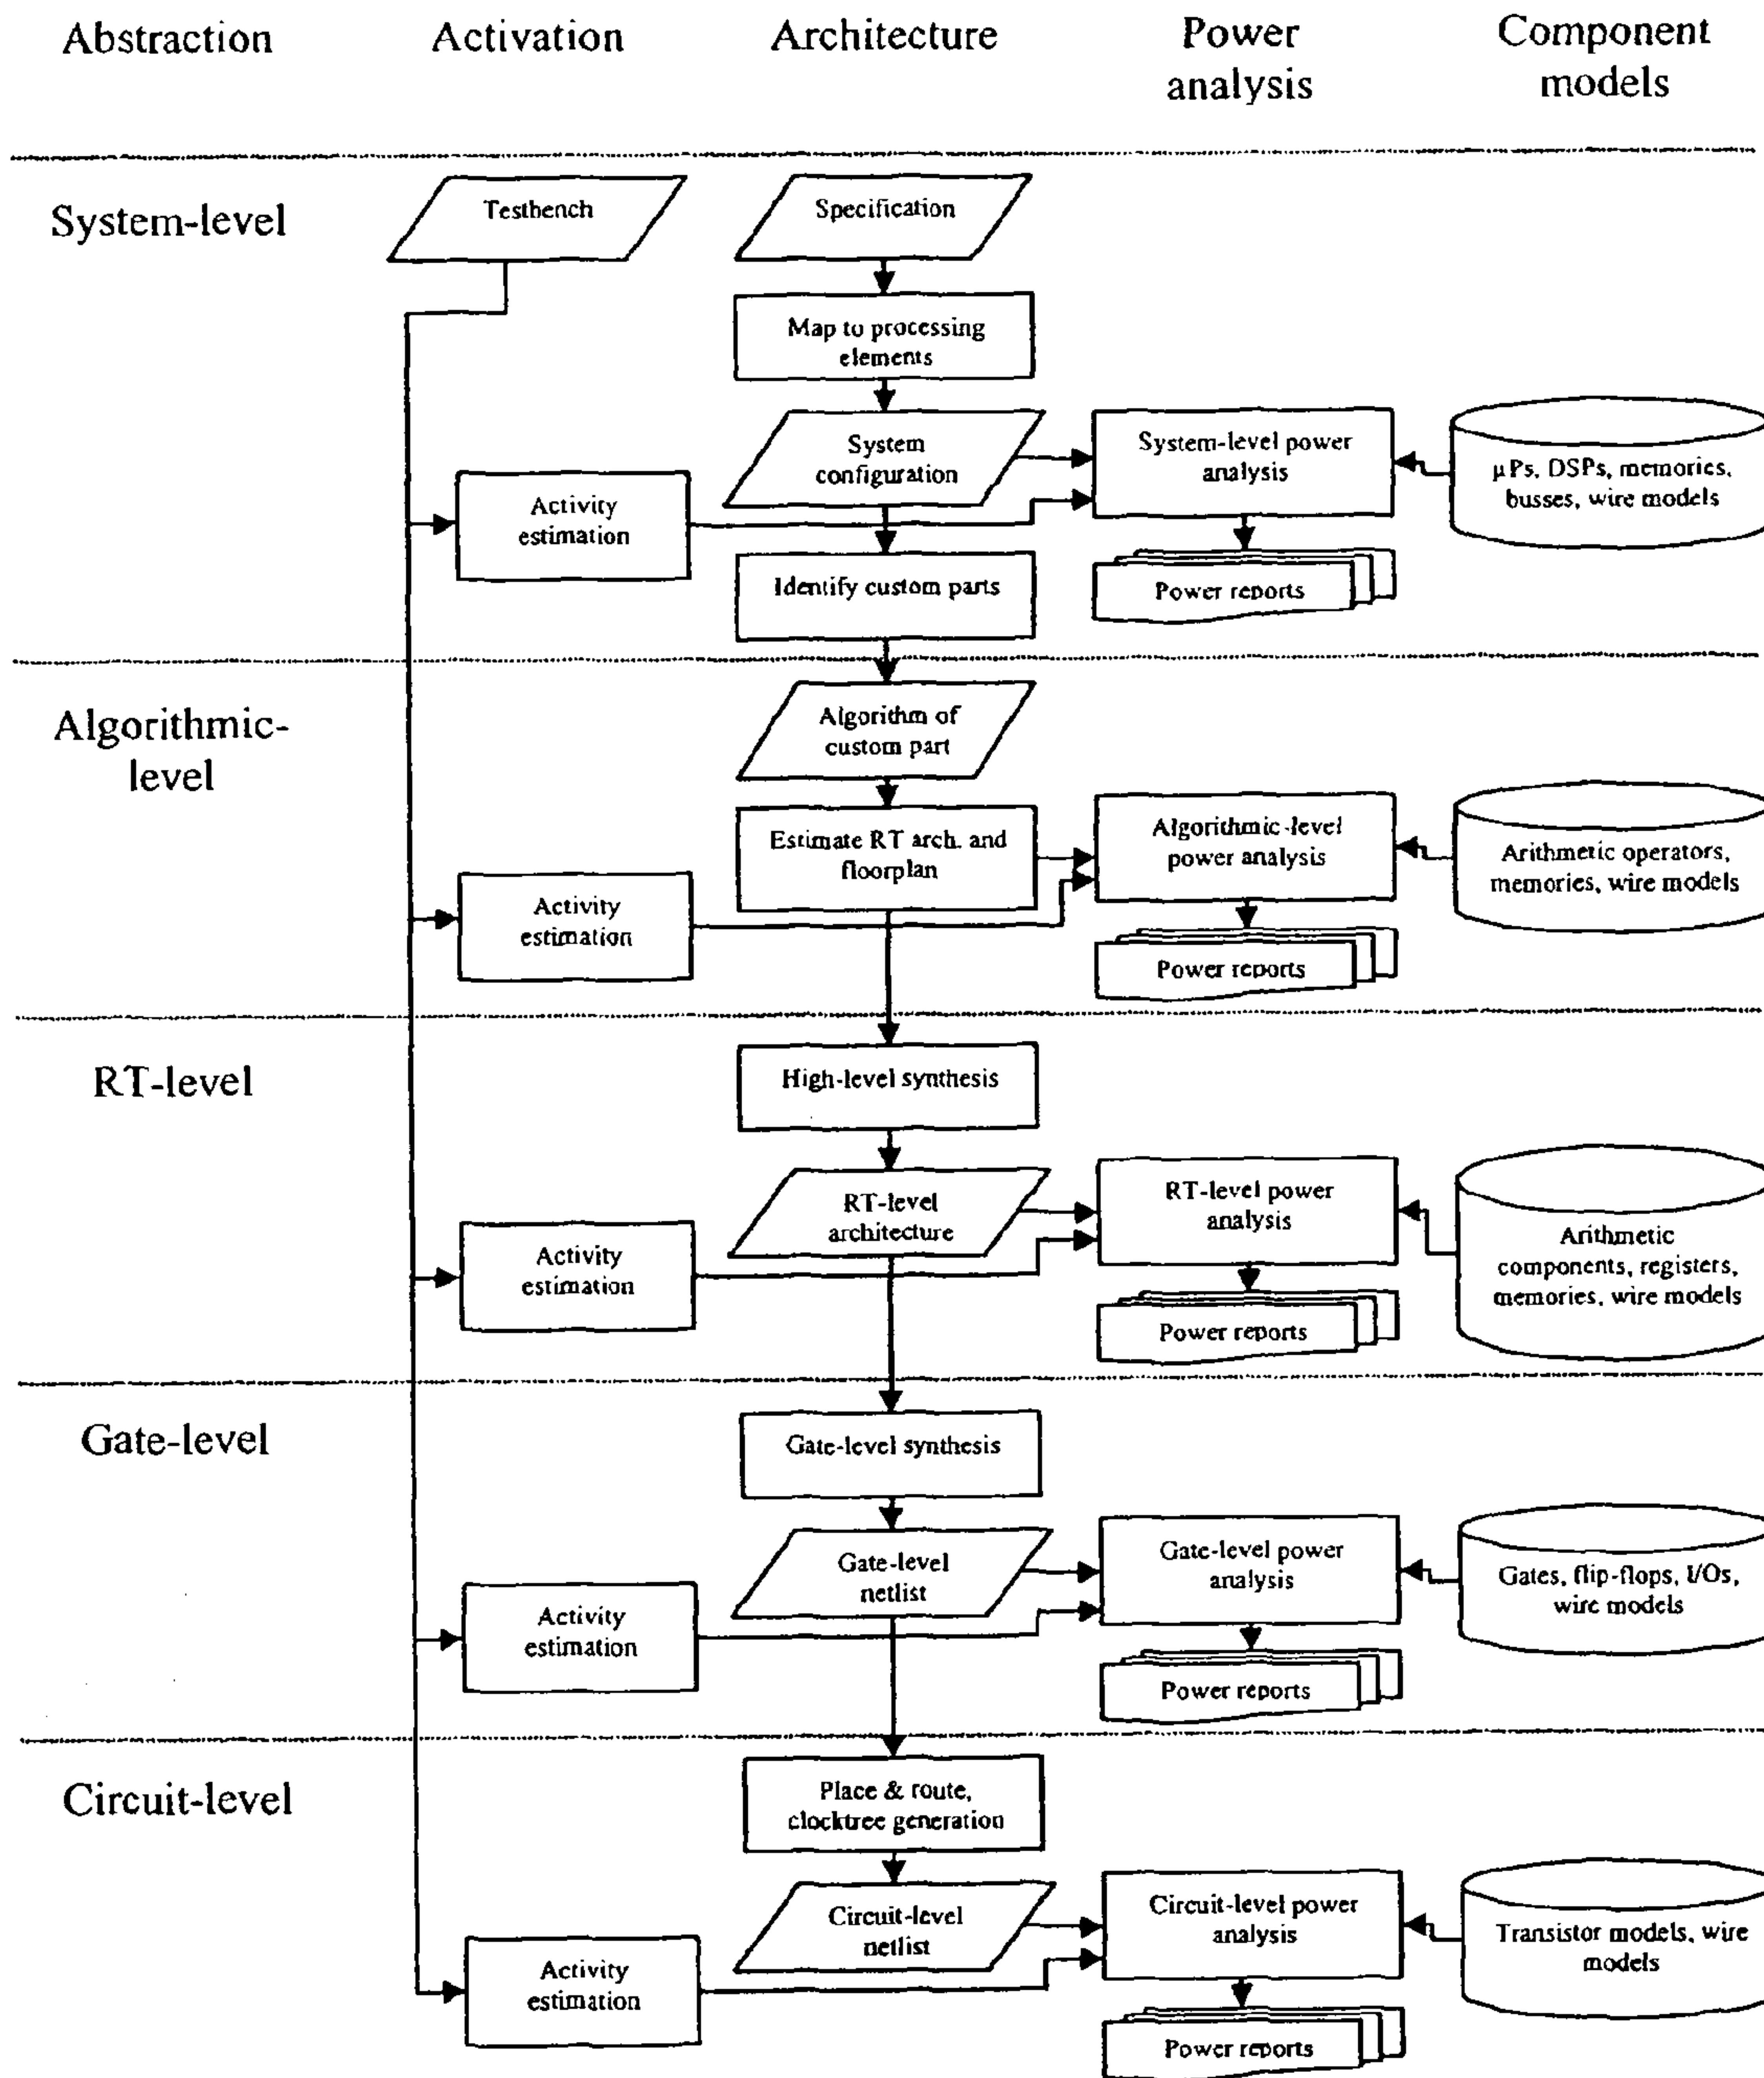 Abstraction
Activation
Architecture
Power
analysis
Component
models
System-level
Testbench
Specification
Map to processing
elements
System
configuration
System-level power
analysis
µPs, DSPs, memories,
busses, wire models
Activity
estimation
Identify custom parts
Power reports
Algorithmic-
level
Algorithm of
custom part
Estimate RT arch. and
floorplan
Algorithmic-level
power analysis
Arithmetic operators,
memories, wire models
Activity
estimation
Power reports
RT-level
High-level synthesis
RT-level
architecture
RT-level power
analysis
Arithmetic
components, registers,
memories, wire models
Activity
estimation
Power reports
Gate-level
Gate-level synthesis
Gate-level
netlist
Gate-level power
analysis
Gates, flip-flops, I/Os,
wire models
Activity
estimation
Power reports
Circuit-level
Place & route,
clocktree generation
Circuit-level
netlist
Circuit-level power
analysis
Transistor models, wire
models
Activity
estimation
Power reports